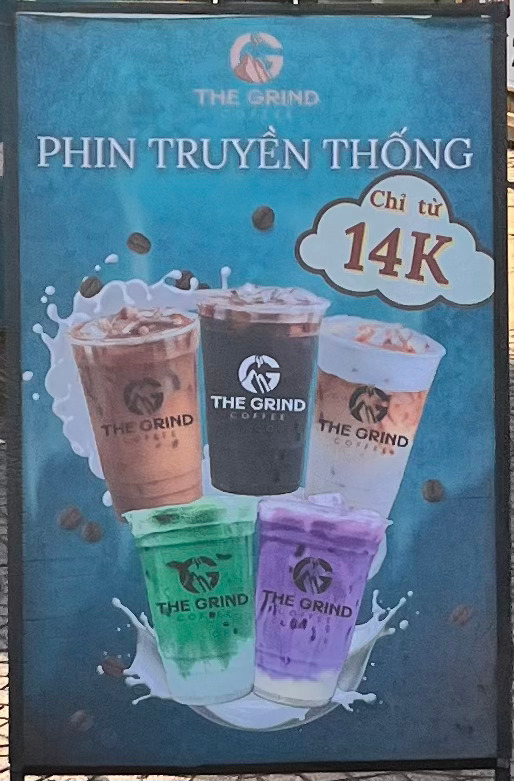 THE GRIND
COFFEE
PHIN TRUYỀN THỐNG
Chỉ từ
14K
THE GRIND
COFFEE
THE GRIND
COFFEE
THE GRIND
COFFEE
THE GRIND
COFFEE
THE GRIND
COFFEE